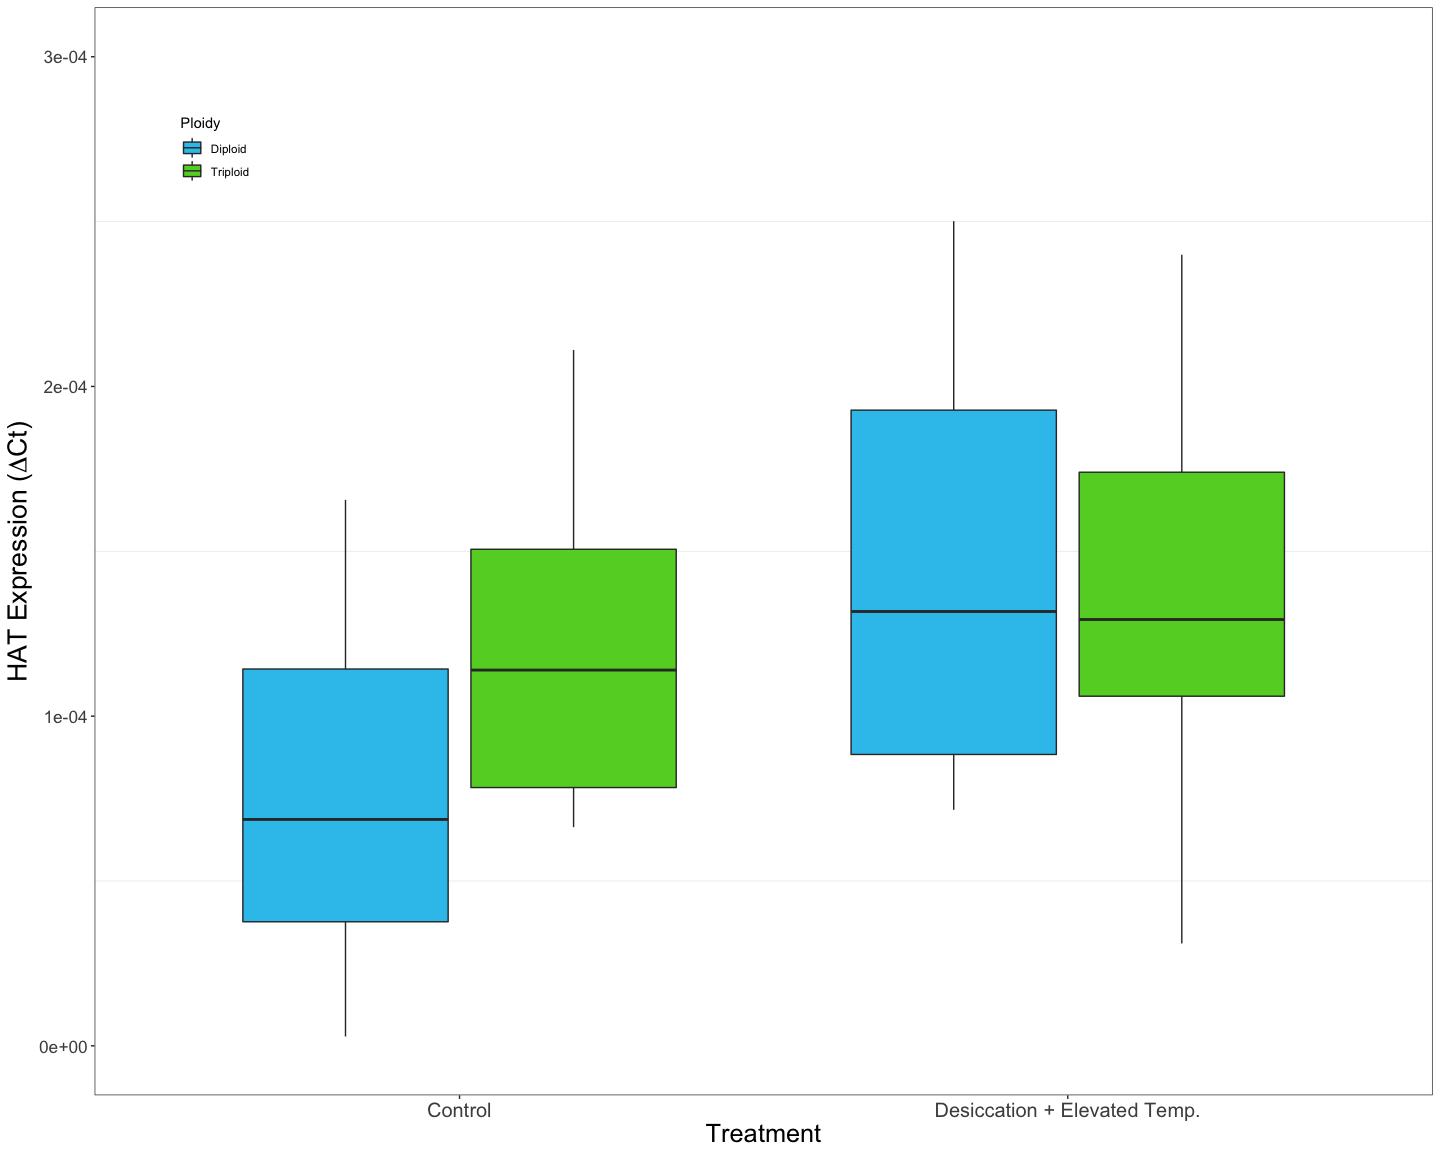 3e-04
Ploidy
Diploid
Triploid
2e-04
HAT Expression (ΔCt)
1e-04
0e+00
Control
Desiccation + Elevated Temp.
Treatment